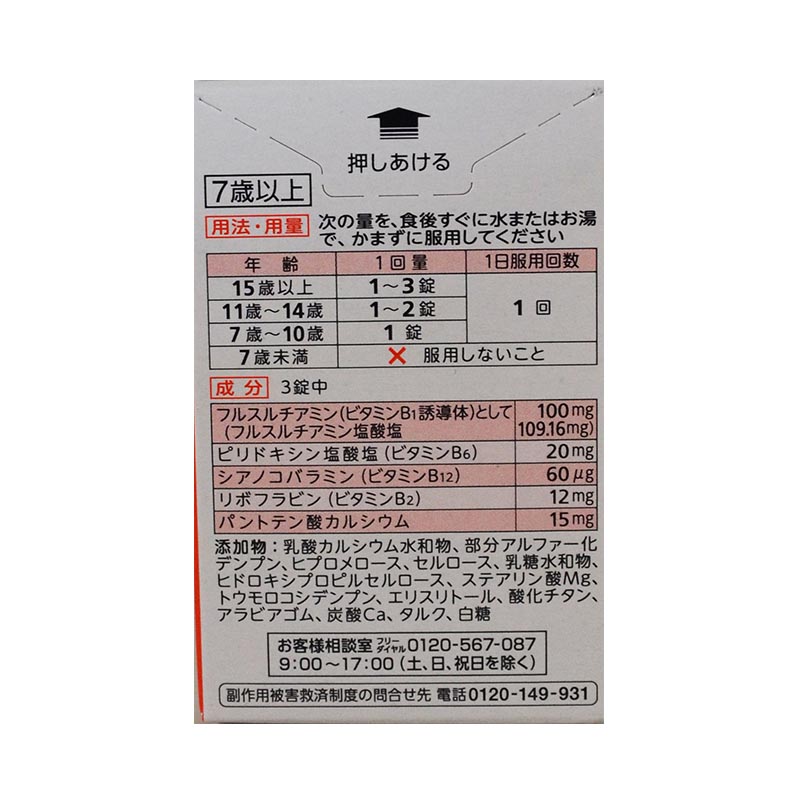 押しあける
7歳以上
用法・用量 次の量を、食後すぐに水またはお湯
で、かまずに服用してください
年齢 1回量 1日服用回数
15歳以上 1〜3錠
11歳〜14歳 1〜2錠 1回
7歳〜10歳 1錠
7歳未満 × 服用しないこと
成分 3錠中
フルスルチアミン(ビタミンB1誘導体)として 100mg
(フルスルチアミン塩酸塩 109.16mg)
ピリドキシン塩酸塩(ビタミンB6) 20mg
シアノコバラミン(ビタミンB12) 60μg
リボフラビン(ビタミンB2) 12mg
パントテン酸カルシウム 15mg
添加物:乳酸カルシウム水和物、部分アルファー化
デンプン、ヒプロメロース、セルロース、乳糖水和物、
ヒドロキシプロピルセルロース、ステアリン酸Mg、
トウモロコシデンプン、エリスリトール、酸化チタン、
アラビアゴム、炭酸Ca、タルク、白糖
お客様相談室 フリーダイヤル 0120-567-087
9:00〜17:00(土、日、祝日を除く)
副作用被害救済制度の問合せ先 電話0120-149-931